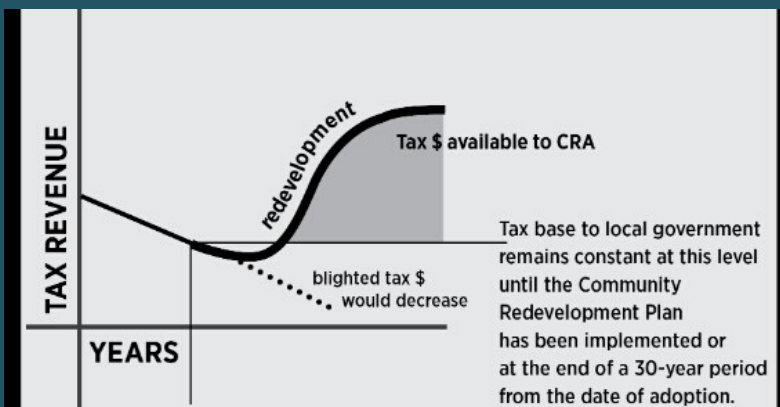 TAX REVENUE
redevelopment
Tax $ available to CRA
blighted tax $
would decrease
Tax base to local government
remains constant at this level
until the Community
Redevelopment Plan
has been implemented or
at the end of a 30-year period
from the date of adoption.
YEARS